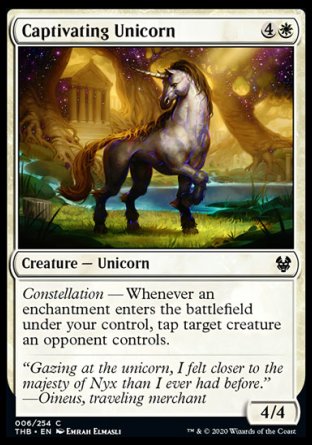 Captivating Unicorn 4
Creature — Unicorn
Constellation — Whenever an
enchantment enters the battlefield
under your control, tap target creature
an opponent controls.
“Gazing at the unicorn, I felt closer to the
majesty of Nyx than I ever had before.”
—Oineus, traveling merchant
4/4
006/254 C
THB • EN EMRAH ELMASLI
™ & © 2020 Wizards of the Coast